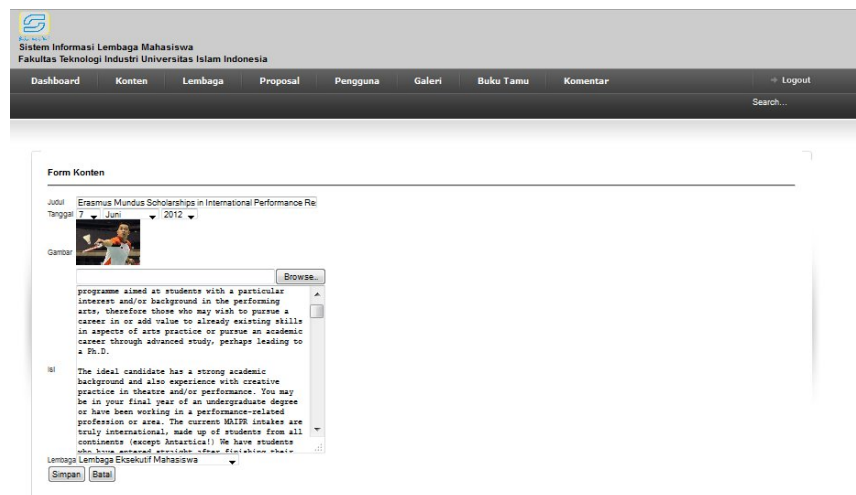 Sistem Informasi Lembaga Mahasiswa
Fakultas Teknologi Industri Universitas Islam Indonesia
Dashboard Konten Lembaga Proposal Pengguna Galeri Buku Tamu Komentar Logout
Search...
Form Konten
Judul Erasmus Mundus Scholarships in International Performance Re
Tanggal 7 Juni 2012
Gambar
Browse..
programme aimed at students with a particular
interest and/or background in the performing
arts, therefore those who may wish to pursue a
career in or add value to already existing skills
in aspects of arts practice or pursue an academic
career through advanced study, perhaps leading to
a Ph.D.
Isi
The ideal candidate has a strong academic
background and also experience with creative
practice in theatre and/or performance. You may
be in your final year of an undergraduate degree
or have been working in a performance-related
profession or area. The current MAIPR intakes are
truly international, made up of students from all
continents (except Antartica!) We have students
who have entered straight after finishing their
Lembaga Lembaga Eksekutif Mahasiswa
Simpan Batal